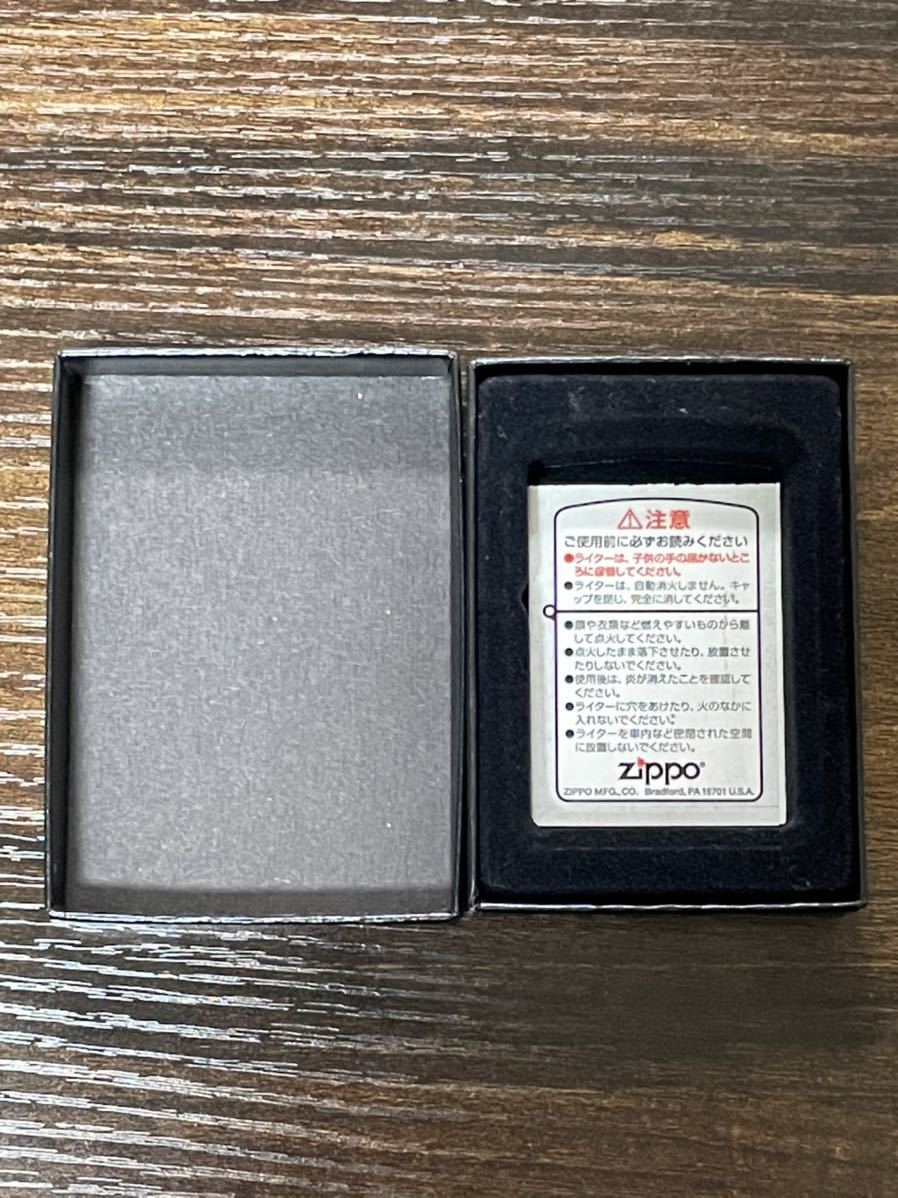 ⚠注意
ご使用前に必ずお読みください
●ライターは、子供の手の届かないとこ
ろに保管してください。
●ライターは、自動消火しません。キャ
ップを閉じ、完全に消してください。
●顔や衣類など燃えやすいものから離
して点火してください。
●点火したまま落下させたり、放置させ
たりしないでください。
●使用後は、炎が消えたことを確認して
ください。
●ライターに穴をあけたり、火のなかに
入れないでください。
●ライターを車内など密閉された空間
に放置しないでください。
Zippo®
ZIPPO MFG., CO. Bradford, PA 16701 U.S.A.